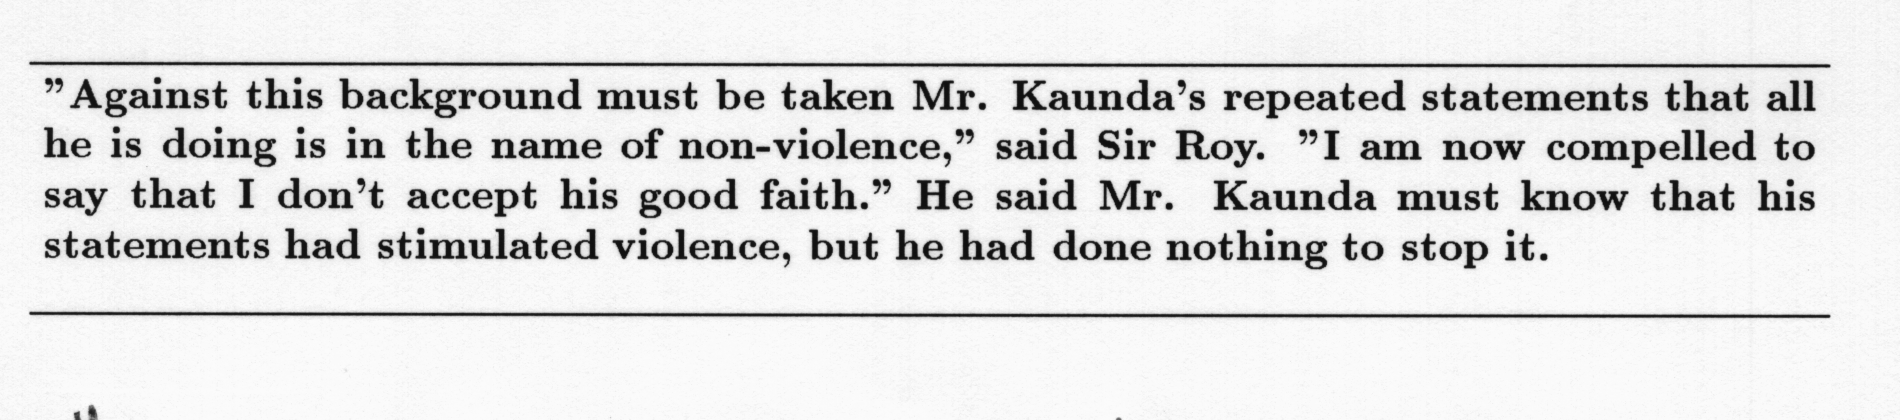 ”Against this background must be taken Mr. Kaunda’s repeated statements that all
he is doing is in the name of non-violence,” said Sir Roy. ”I am now compelled to
say that I don’t accept his good faith.” He said Mr. Kaunda must know that his
statements had stimulated violence, but he had done nothing to stop it.